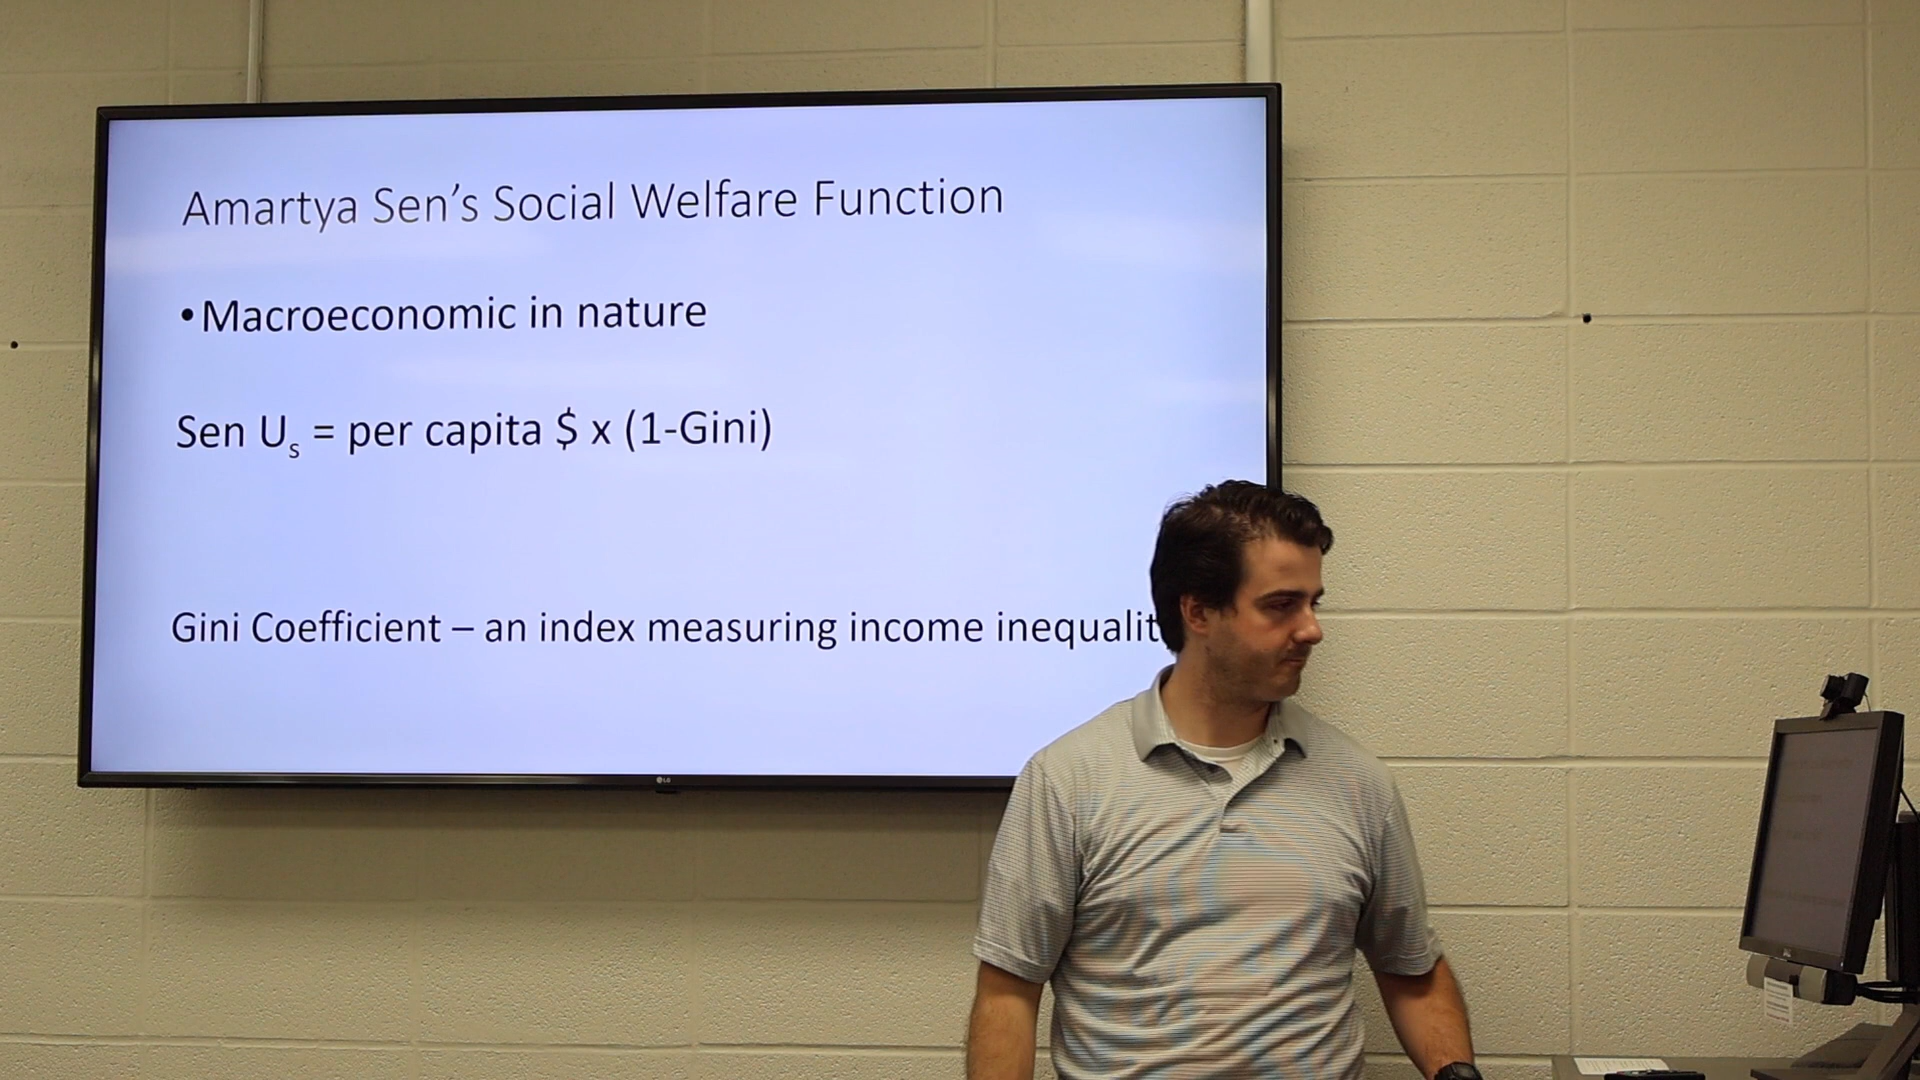 Amartya Sen's Social Welfare Function
•Macroeconomic in nature
Sen Us = per capita $ x (1-Gini)
Gini Coefficient – an index measuring income inequalit
LG